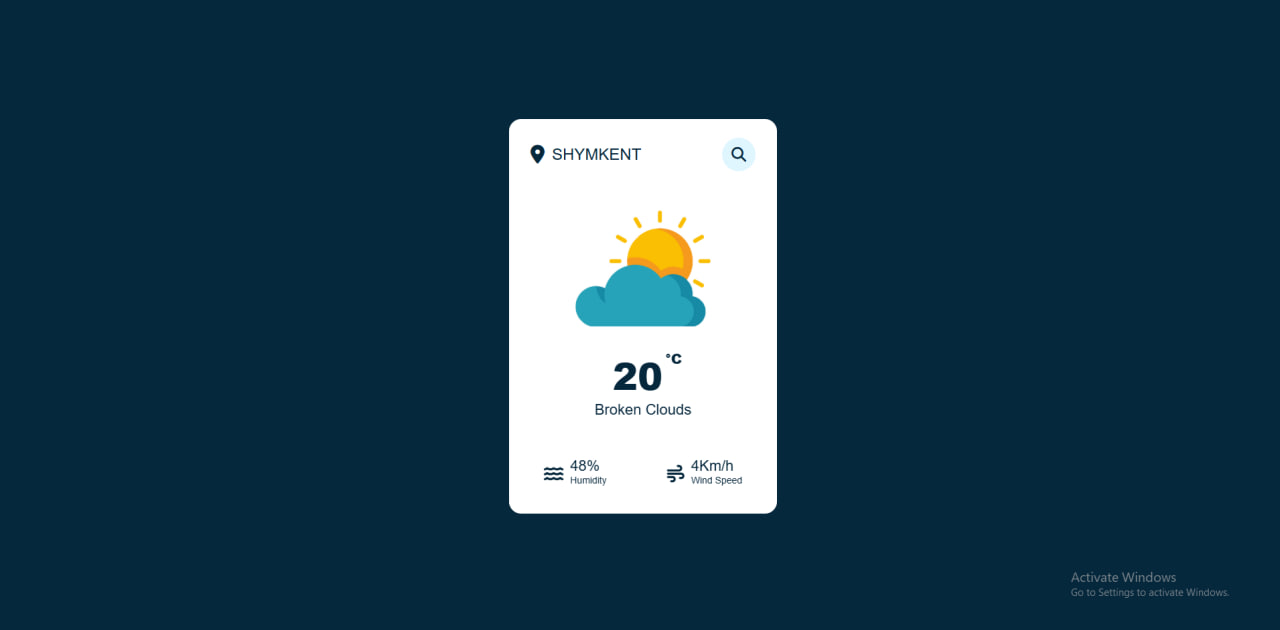 SHYMKENT
20 °C
Broken Clouds
48%
Humidity
4Km/h
Wind Speed
Activate Windows
Go to Settings to activate Windows.